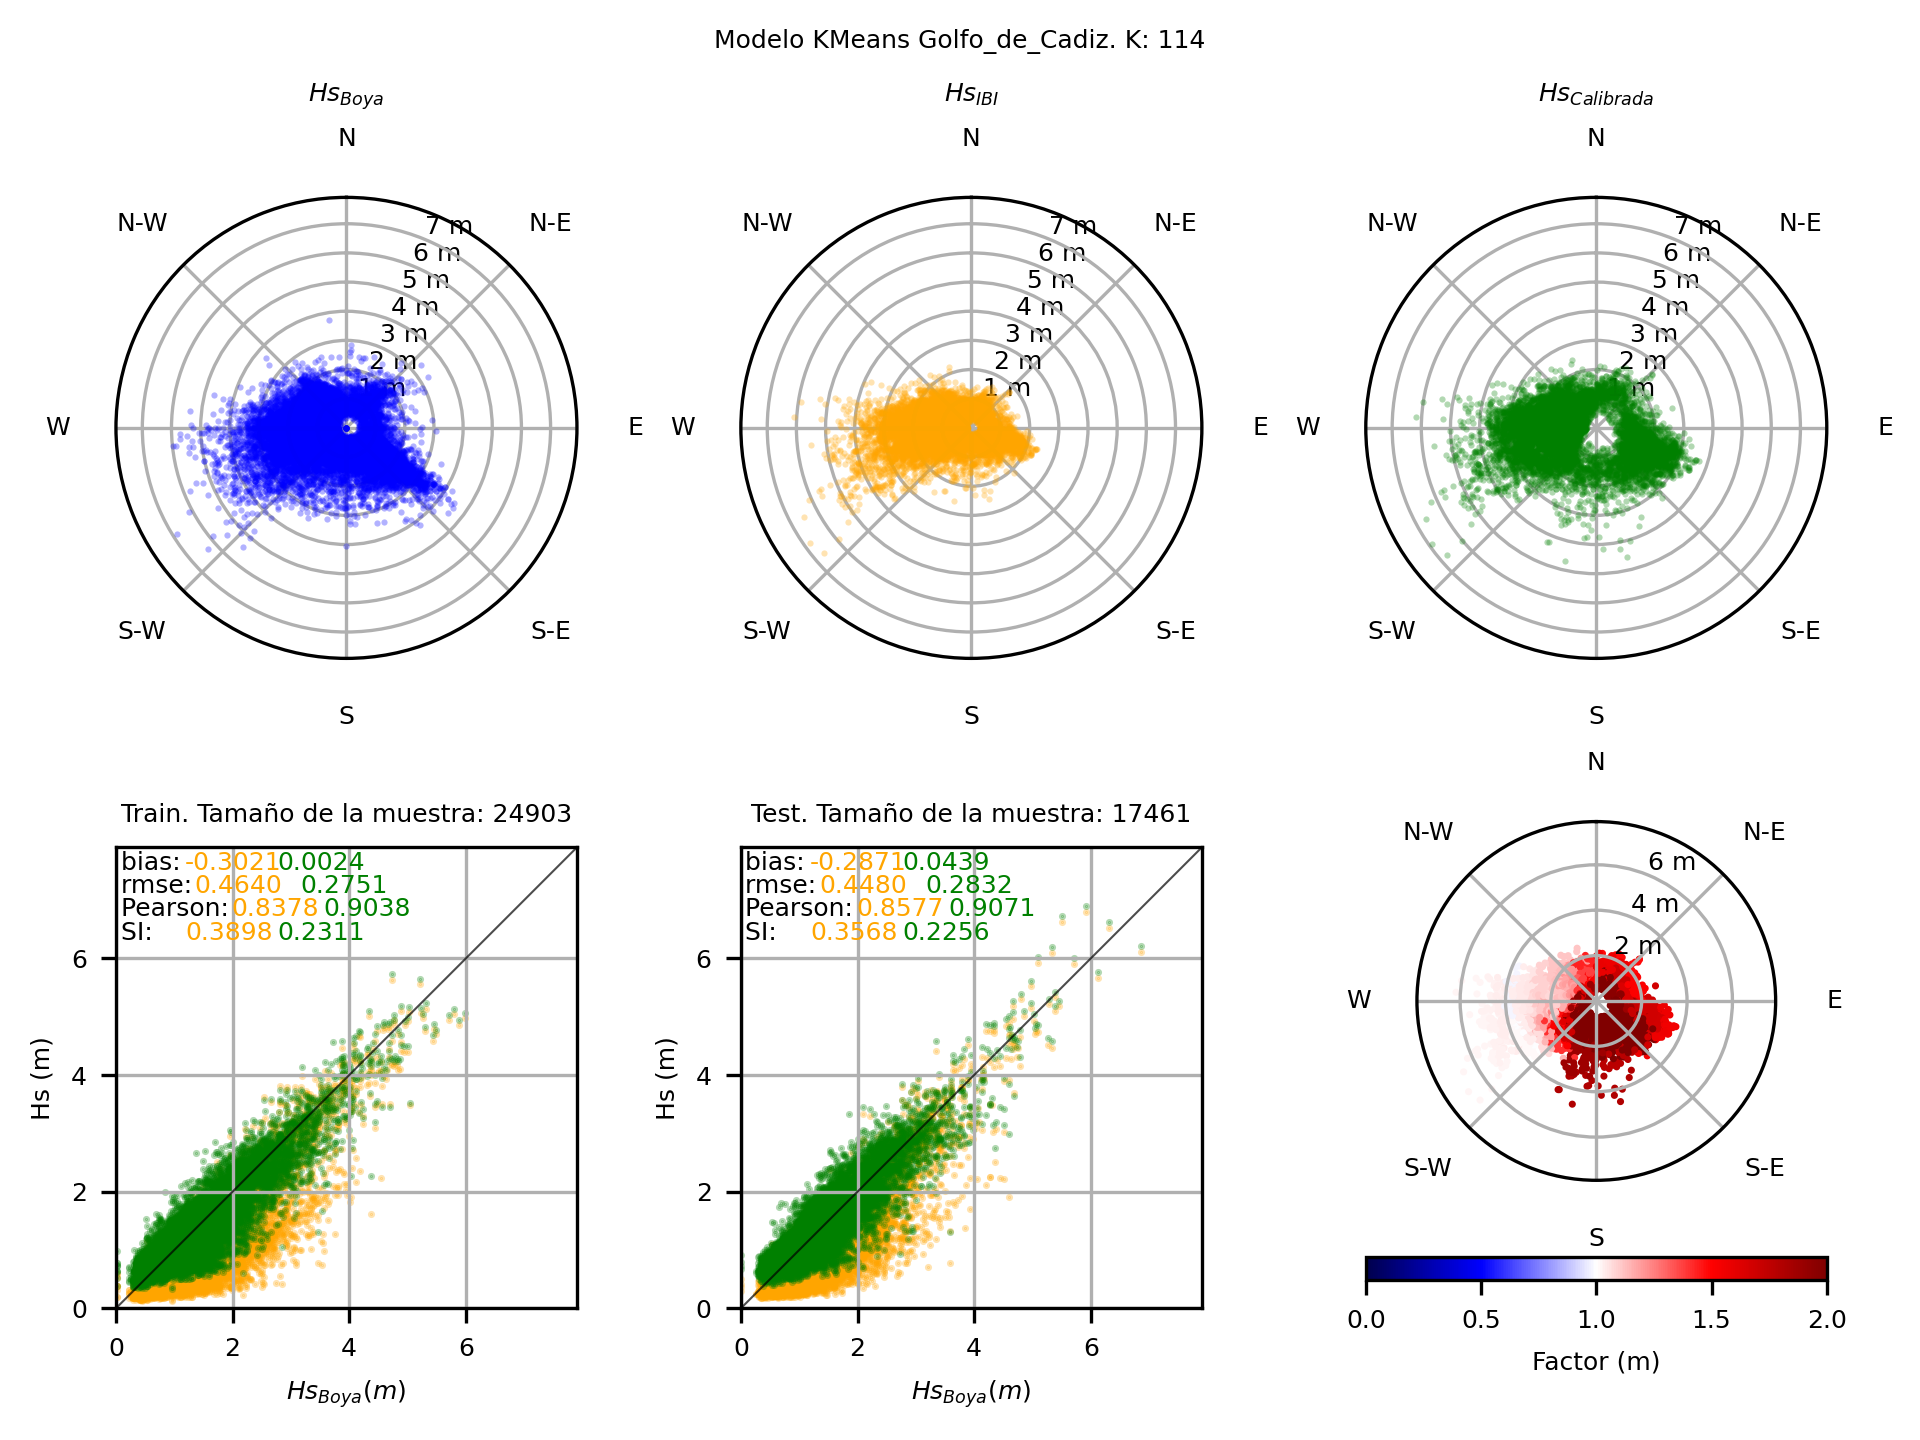 Modelo KMeans Golfo_de_Cadiz. K: 114
Hs_Boya
N
N-W
N-E
W
E
S-W
S-E
S
7 m
6 m
5 m
4 m
3 m
2 m
1 m
Hs_IBI
N
N-W
N-E
W
E
S-W
S-E
S
7 m
6 m
5 m
4 m
3 m
2 m
1 m
Hs_Calibrada
N
N-W
N-E
W
E
S-W
S-E
S
7 m
6 m
5 m
4 m
3 m
2 m
m
Train. Tamaño de la muestra: 24903
bias: -0.3021 0.0024
rmse: 0.4640 0.2751
Pearson: 0.8378 0.9038
SI: 0.3898 0.2311
Hs (m)
6
4
2
0
0 2 4 6
Hs_Boya(m)
Test. Tamaño de la muestra: 17461
bias: -0.2871 0.0439
rmse: 0.4480 0.2832
Pearson: 0.8577 0.9071
SI: 0.3568 0.2256
Hs (m)
6
4
2
0
0 2 4 6
Hs_Boya(m)
N
N-W
N-E
W
E
S-W
S-E
S
6 m
4 m
2 m
0.0 0.5 1.0 1.5 2.0
Factor (m)